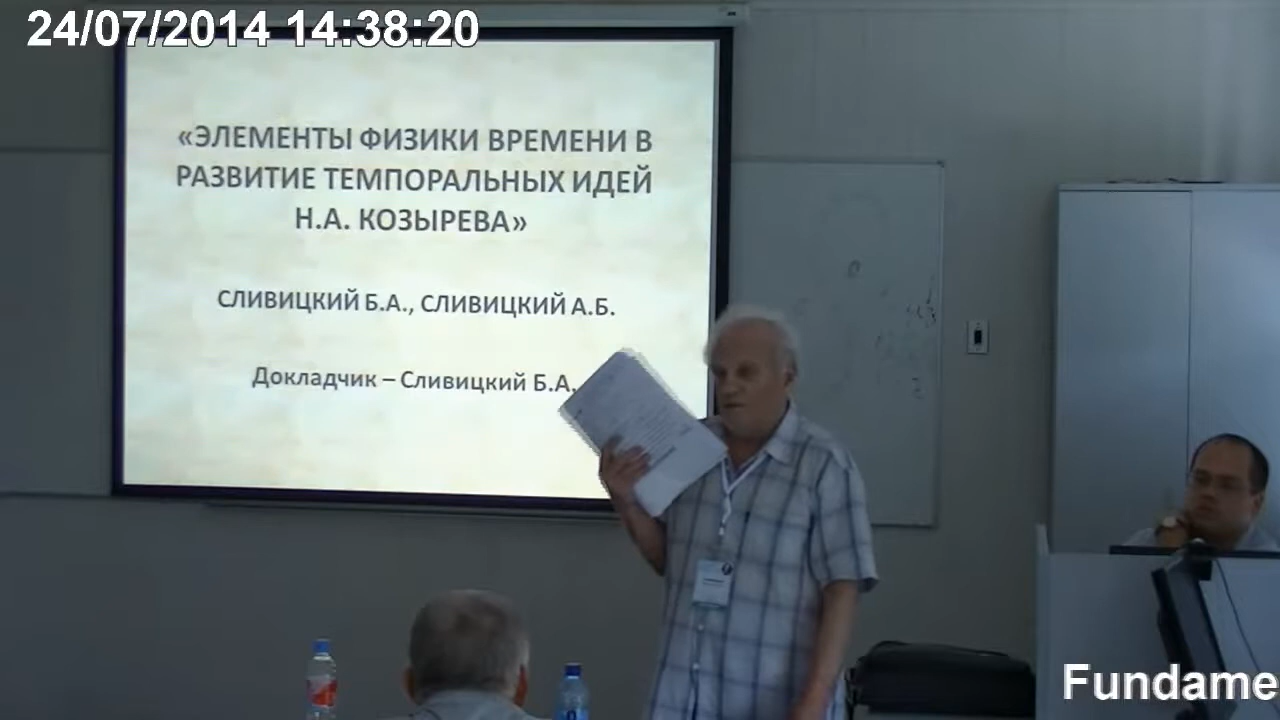 24/07/2014 14:38:20
«ЭЛЕМЕНТЫ ФИЗИКИ ВРЕМЕНИ В
РАЗВИТИЕ ТЕМПОРАЛЬНЫХ ИДЕЙ
Н.А. КОЗЫРЕВА»
СЛИВИЦКИЙ Б.А., СЛИВИЦКИЙ А.Б.
Докладчик – Сливицкий Б.А.
Fundame